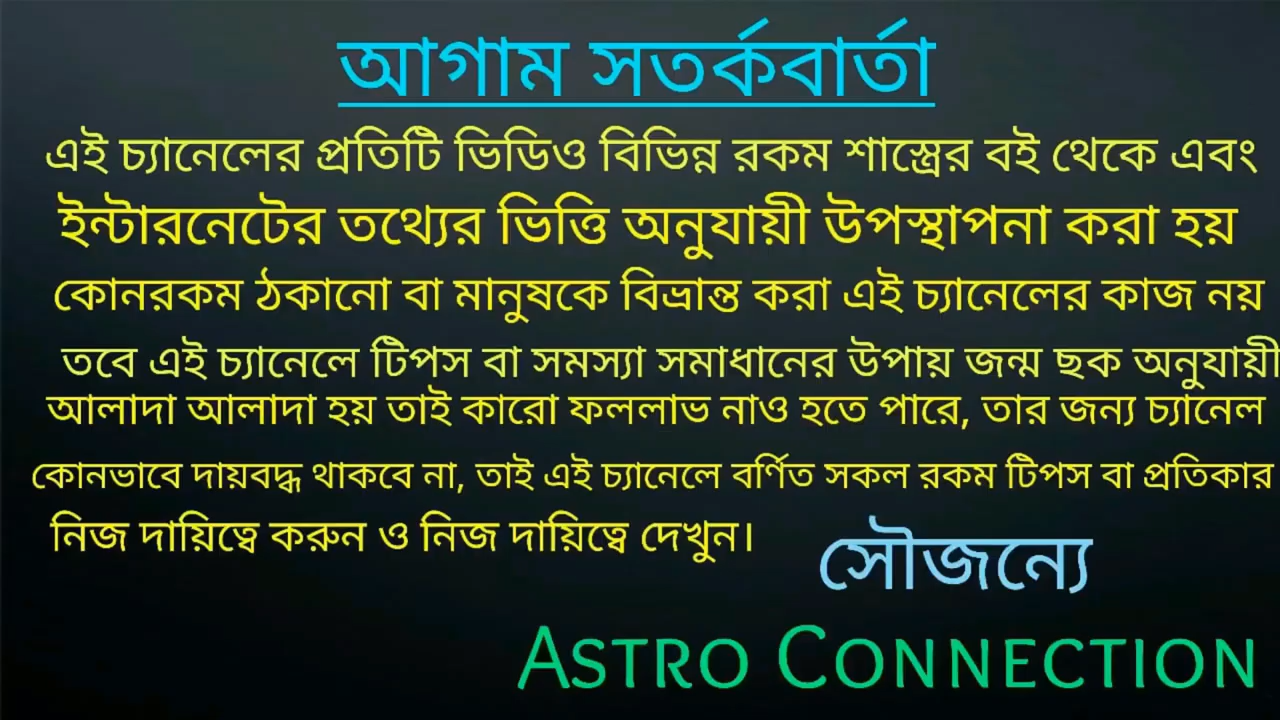 আগাম সতর্কবার্তা
এই চ্যানেলের প্রতিটি ভিডিও বিভিন্ন রকম শাস্ত্রের বই থেকে এবং
ইন্টারনেটের তথ্যের ভিত্তি অনুযায়ী উপস্থাপনা করা হয়
কোনরকম ঠকানো বা মানুষকে বিভ্রান্ত করা এই চ্যানেলের কাজ নয়
তবে এই চ্যানেলে টিপস বা সমস্যা সমাধানের উপায় জন্ম ছক অনুযায়ী
আলাদা আলাদা হয় তাই কারো ফললাভ নাও হতে পারে, তার জন্য চ্যানেল
কোনভাবে দায়বদ্ধ থাকবে না, তাই এই চ্যানেলে বর্ণিত সকল রকম টিপস বা প্রতিকার
নিজ দায়িত্বে করুন ও নিজ দায়িত্বে দেখুন।
সৌজন্যে
ASTRO CONNECTION